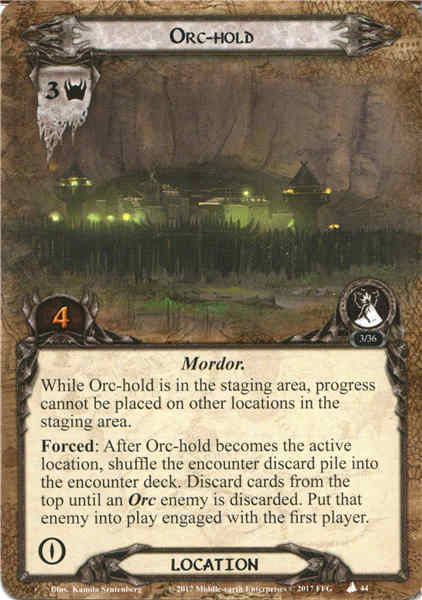 Orc-hold
3
4
3/36
Mordor.
While Orc-hold is in the staging area, progress
cannot be placed on other locations in the
staging area.
Forced: After Orc-hold becomes the active
location, shuffle the encounter discard pile into
the encounter deck. Discard cards from the
top until an Orc enemy is discarded. Put that
enemy into play engaged with the first player.
LOCATION
Illus. Kamila Szutenberg © 2017 Middle-earth Enterprises © 2017 FFG 44